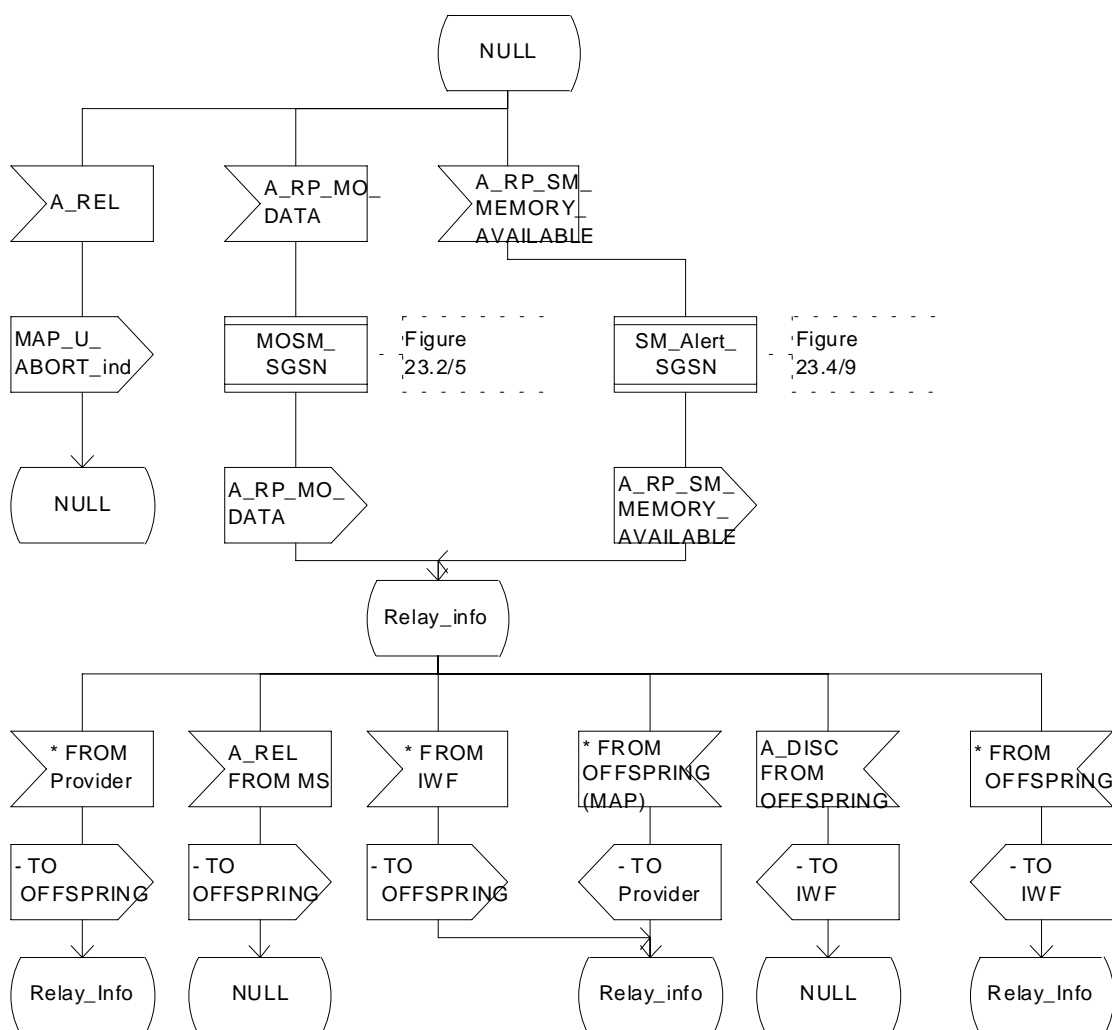 NULL
A_REL
A_RP_MO_
DATA
A_RP_SM_
MEMORY_
AVAILABLE
MAP_U_
ABORT_ind
MOSM_
SGSN
Figure
23.2/5
SM_Alert_
SGSN
Figure
23.4/9
NULL
A_RP_MO_
DATA
A_RP_SM_
MEMORY_
AVAILABLE
Relay_info
* FROM
Provider
A_REL
FROM MS
* FROM
IWF
* FROM
OFFSPRING
(MAP)
A_DISC
FROM
OFFSPRING
* FROM
OFFSPRING
- TO
OFFSPRING
- TO
OFFSPRING
- TO
OFFSPRING
- TO
Provider
- TO
IWF
- TO
IWF
Relay_Info
NULL
Relay_info
NULL
Relay_Info